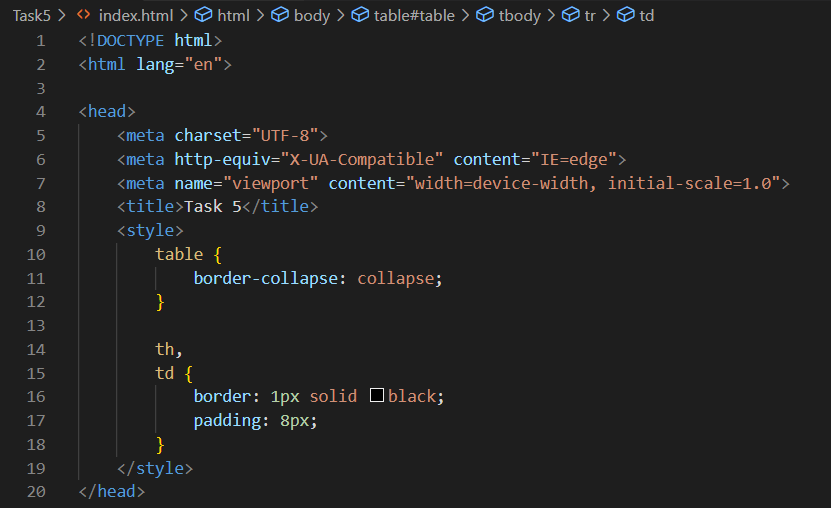 Task5 > <> index.html > html > body > table#table > tbody > tr > td
1 <!DOCTYPE html>
2 <html lang="en">
3
4 <head>
5     <meta charset="UTF-8">
6     <meta http-equiv="X-UA-Compatible" content="IE=edge">
7     <meta name="viewport" content="width=device-width, initial-scale=1.0">
8     <title>Task 5</title>
9     <style>
10         table {
11             border-collapse: collapse;
12         }
13
14         th,
15         td {
16             border: 1px solid black;
17             padding: 8px;
18         }
19     </style>
20 </head>